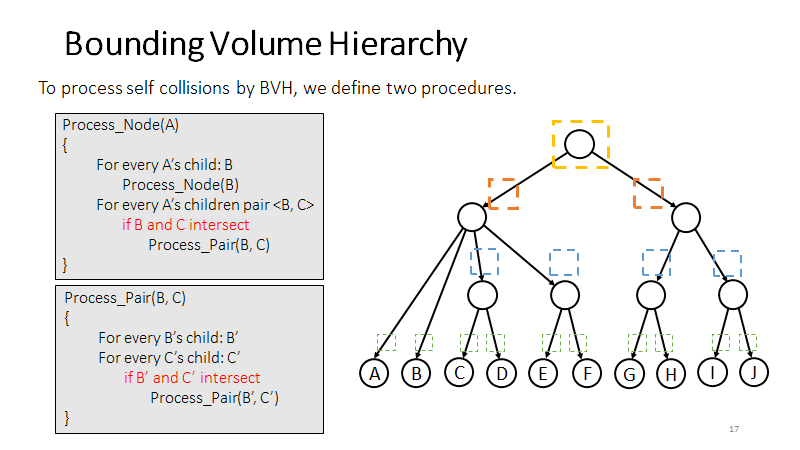 Bounding Volume Hierarchy
To process self collisions by BVH, we define two procedures.
Process_Node(A)
{
For every A’s child: B
Process_Node(B)
For every A’s children pair <B, C>
if B and C intersect
Process_Pair(B, C)
}
Process_Pair(B, C)
{
For every B’s child: B’
For every C’s child: C’
if B’ and C’ intersect
Process_Pair(B’, C’)
}
A B C D E F G H I J
17